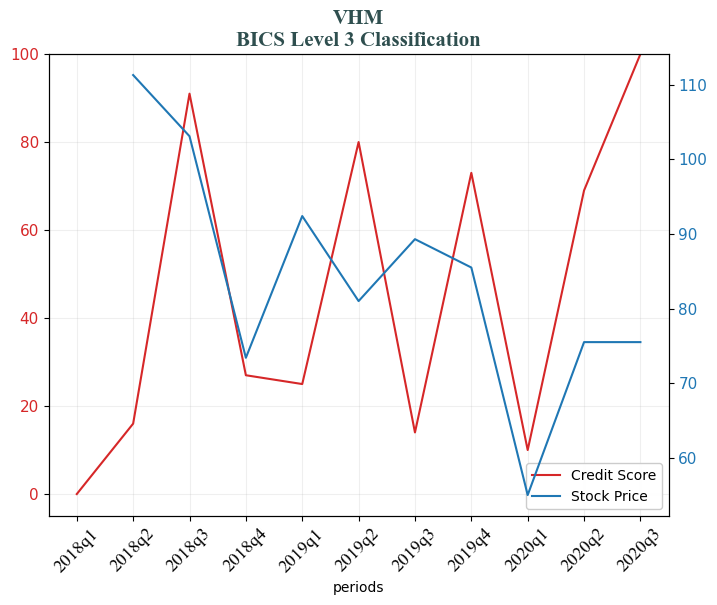 VHM
BICS Level 3 Classification
100
80
60
40
20
0
110
100
90
80
70
60
Credit Score
Stock Price
2018q1
2018q2
2018q3
2018q4
2019q1
2019q2
2019q3
2019q4
2020q1
2020q2
2020q3
periods